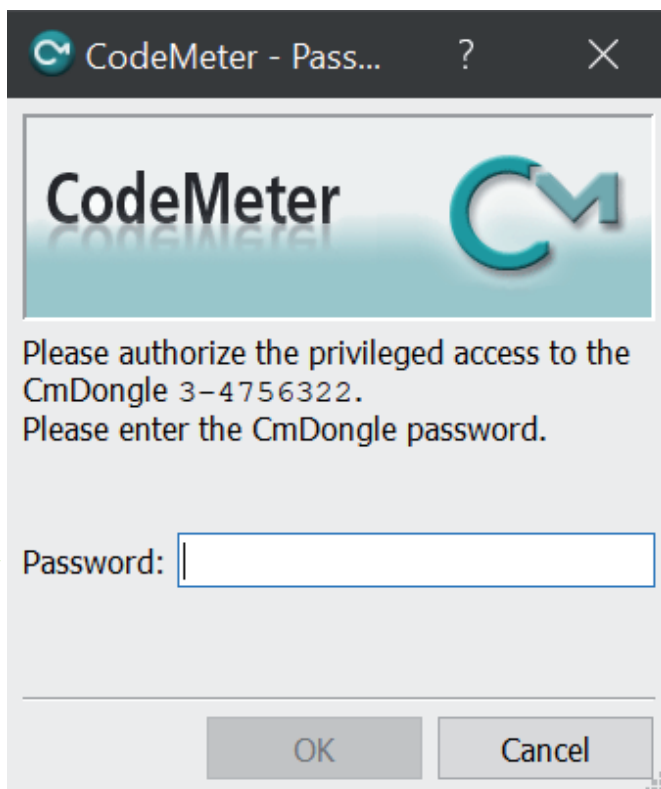 CodeMeter - Pass...
?
CodeMeter
CM
Please authorize the privileged access to the
CmDongle 3-4756322.
Please enter the CmDongle password.
Password:
OK
Cancel